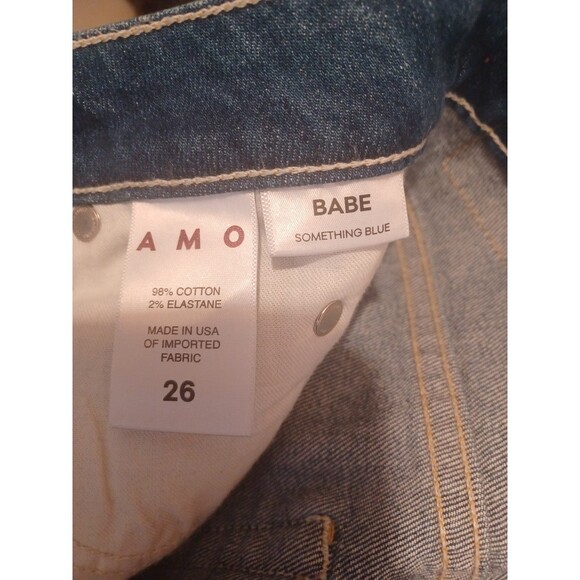 AMO
98% COTTON
2% ELASTANE
MADE IN USA
OF IMPORTED
FABRIC
26
BABE
SOMETHING BLUE